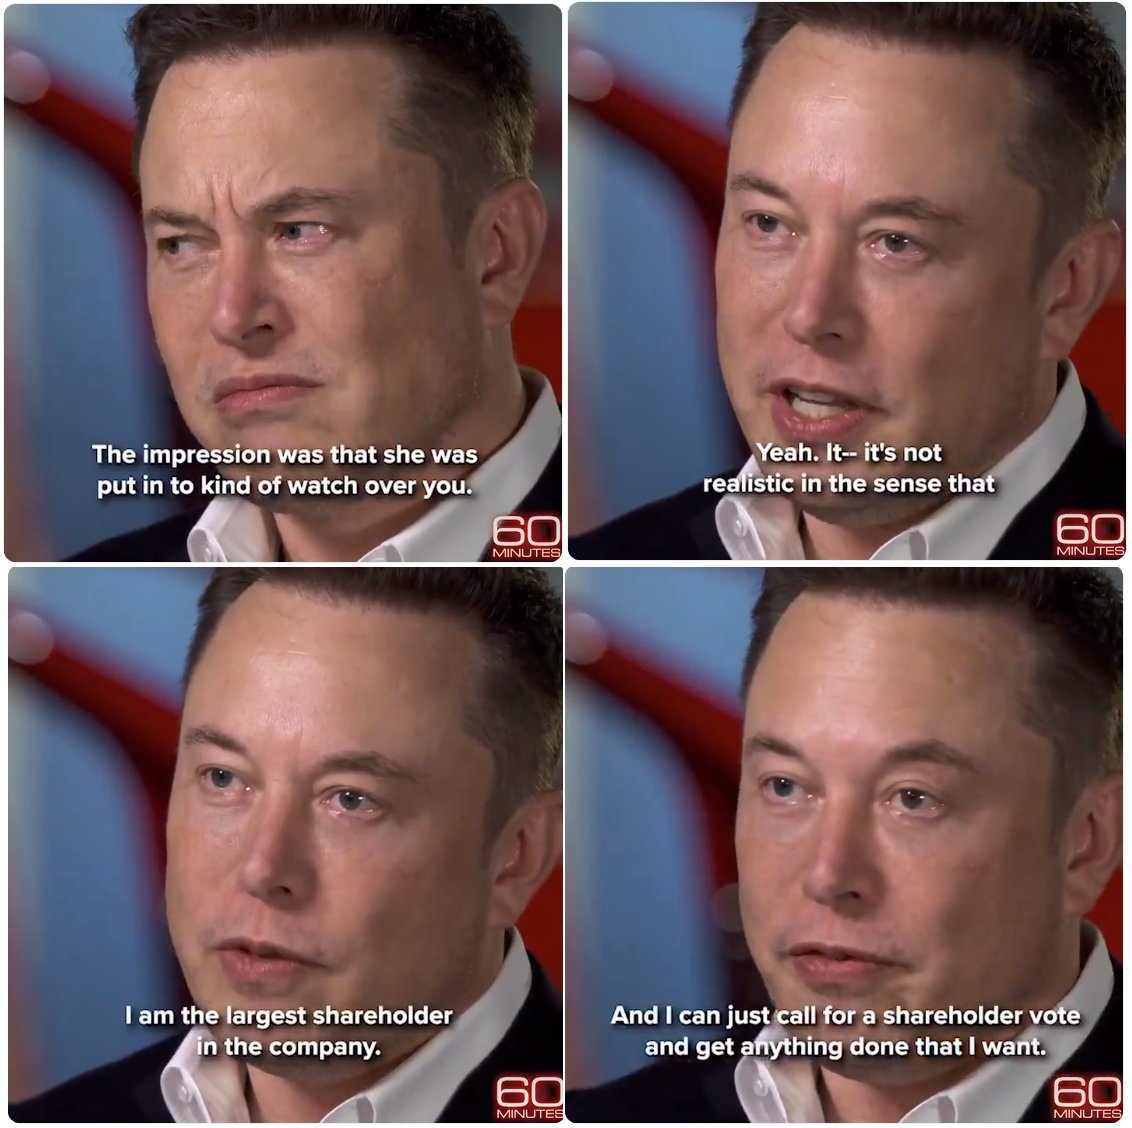 The impression was that she was
put in to kind of watch over you.
60
MINUTES
Yeah. It-- it's not
realistic in the sense that
60
MINUTES
I am the largest shareholder
in the company.
60
MINUTES
And I can just call for a shareholder vote
and get anything done that I want.
60
MINUTES